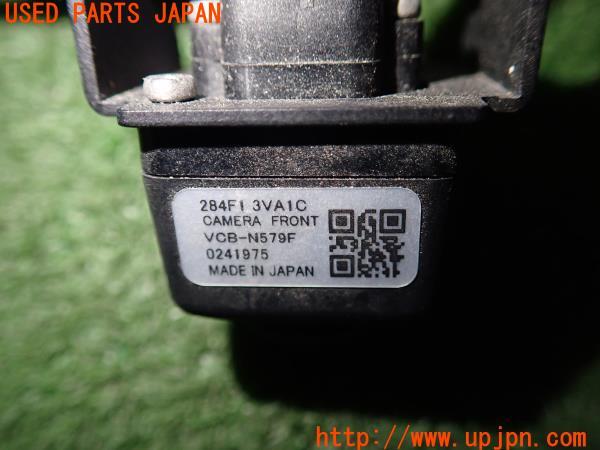 USED PARTS JAPAN
284F1 3VA1C
CAMERA FRONT
VCB-N579F
0241975
MADE IN JAPAN
http://www.upjpn.com/